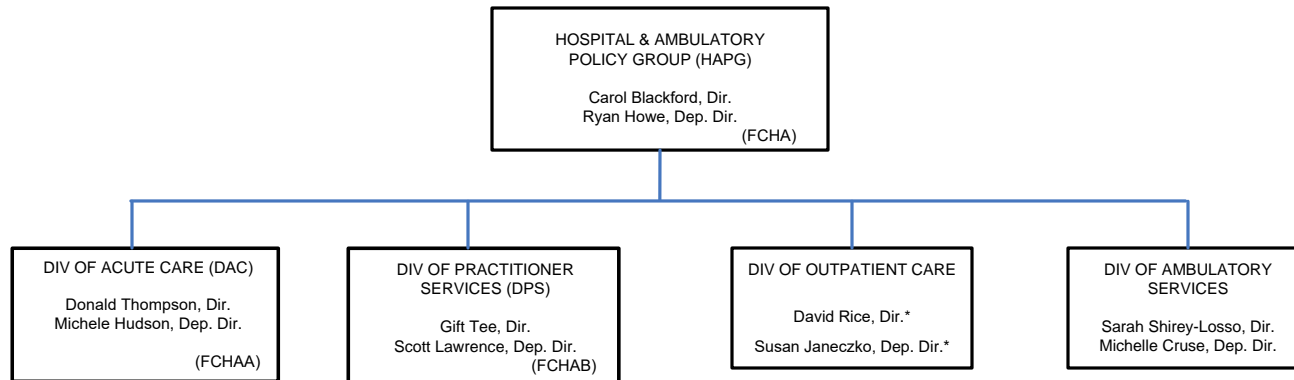 HOSPITAL & AMBULATORY
POLICY GROUP (HAPG)
Carol Blackford, Dir.
Ryan Howe, Dep. Dir.
(FCHA)
DIV OF ACUTE CARE (DAC)
Donald Thompson, Dir.
Michele Hudson, Dep. Dir.
(FCHAA)
DIV OF PRACTITIONER
SERVICES (DPS)
Gift Tee, Dir.
Scott Lawrence, Dep. Dir.
(FCHAB)
DIV OF OUTPATIENT CARE
David Rice, Dir.*
Susan Janeczko, Dep. Dir.*
DIV OF AMBULATORY
SERVICES
Sarah Shirey-Losso, Dir.
Michelle Cruse, Dep. Dir.